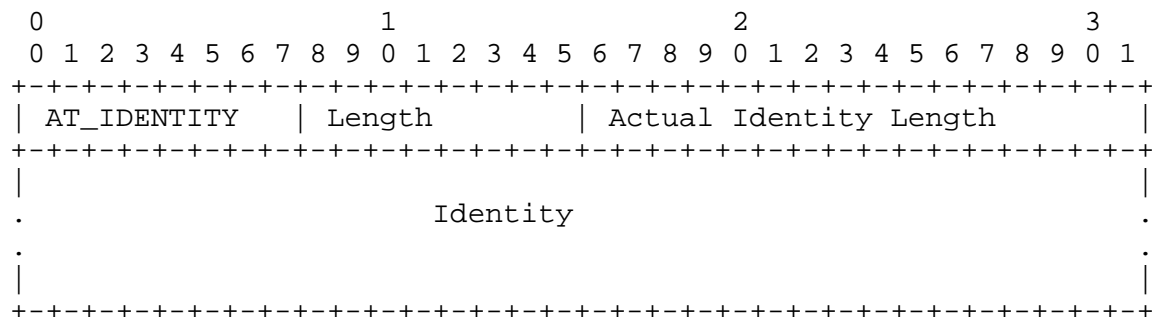 0                   1                   2                   3
 0 1 2 3 4 5 6 7 8 9 0 1 2 3 4 5 6 7 8 9 0 1 2 3 4 5 6 7 8 9 0 1
+-+-+-+-+-+-+-+-+-+-+-+-+-+-+-+-+-+-+-+-+-+-+-+-+-+-+-+-+-+-+-+-+
| AT_IDENTITY   | Length        | Actual Identity Length        |
+-+-+-+-+-+-+-+-+-+-+-+-+-+-+-+-+-+-+-+-+-+-+-+-+-+-+-+-+-+-+-+-+
|                                                               |
.                       Identity                                .
.                                                               .
|                                                               |
+-+-+-+-+-+-+-+-+-+-+-+-+-+-+-+-+-+-+-+-+-+-+-+-+-+-+-+-+-+-+-+-+